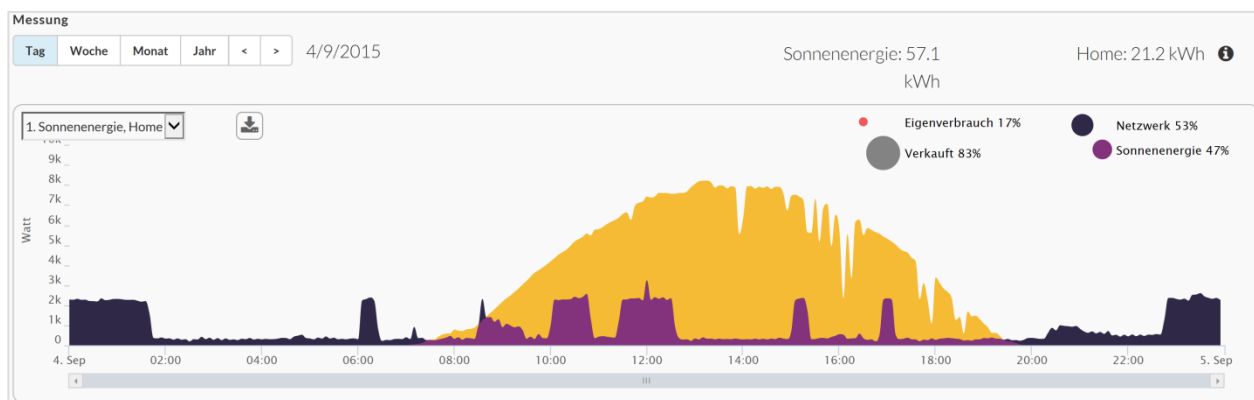 Messung
Tag Woche Monat Jahr < > 4/9/2015
Sonnenenergie: 57.1 kWh
Home: 21.2 kWh
1. Sonnenenergie, Home
Eigenverbrauch 17%
Verkauft 83%
Netzwerk 53%
Sonnenenergie 47%
10k
9k
8k
7k
6k
5k
4k
3k
2k
1k
0
Watt
4. Sep 02:00 04:00 06:00 08:00 10:00 12:00 14:00 16:00 18:00 20:00 22:00 5. Sep